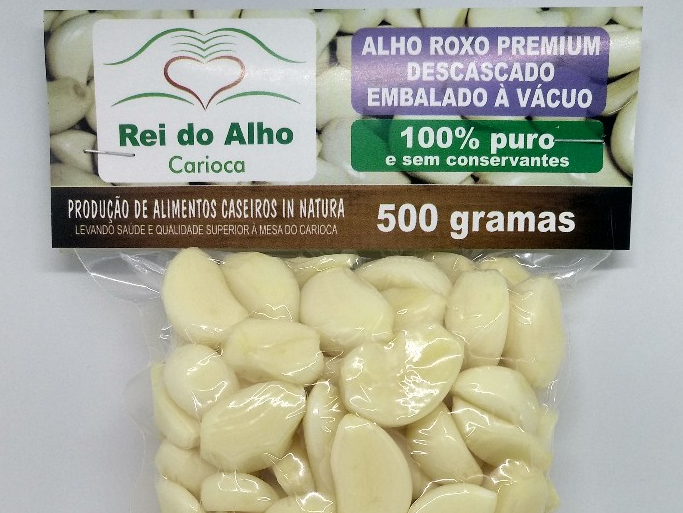 ALHO ROXO PREMIUM
DESCASCADO
EMBALADO À VÁCUO
Rei do Alho
Carioca
100% puro
e sem conservantes
PRODUÇÃO DE ALIMENTOS CASEIROS IN NATURA
LEVANDO SAÚDE E QUALIDADE SUPERIOR À MESA DO CARIOCA
500 gramas